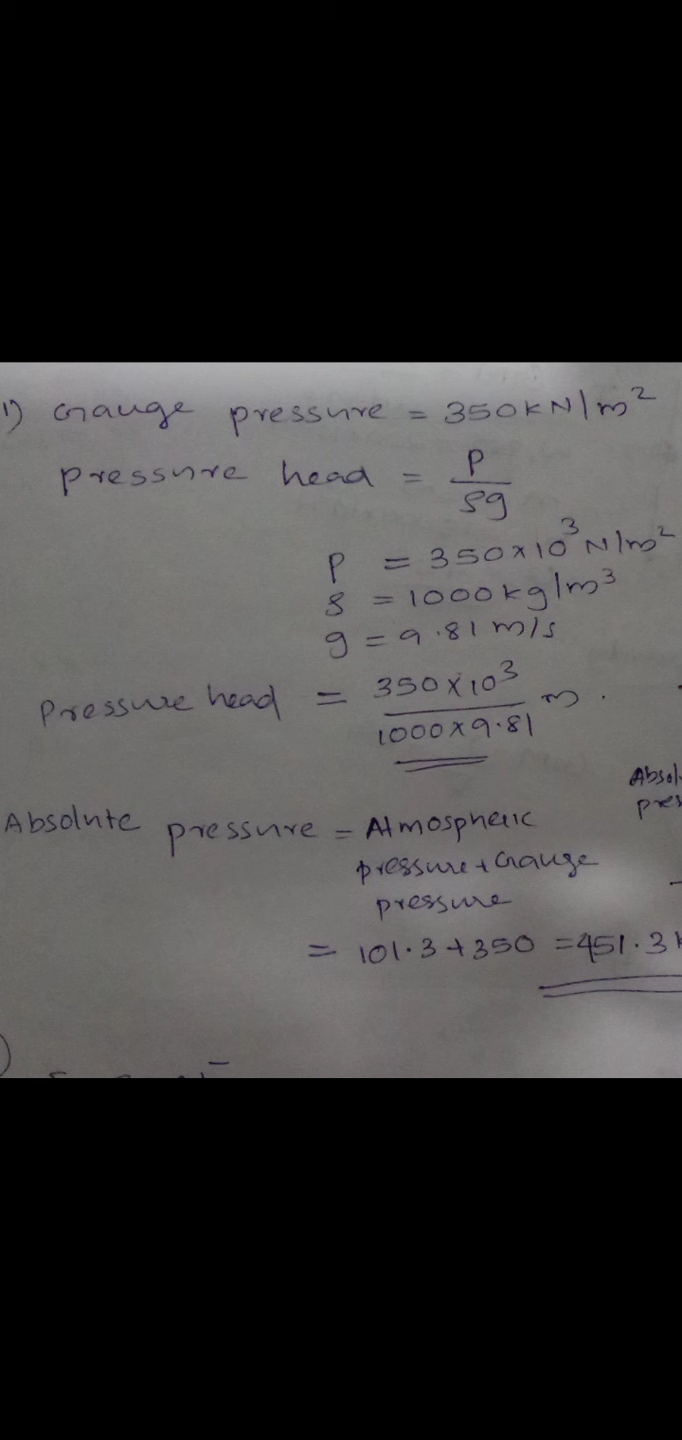 1) Gauge pressure = 350KN/m²
pressure head = P/ρg
P = 350×10³ N/m²
ρ = 1000kg/m³
g = 9.81 m/s
Pressure head = 350×10³/1000×9.81 m.
Absolute pressure = Atmospheric
pressure + Gauge
pressure
= 101.3+350 = 451.3